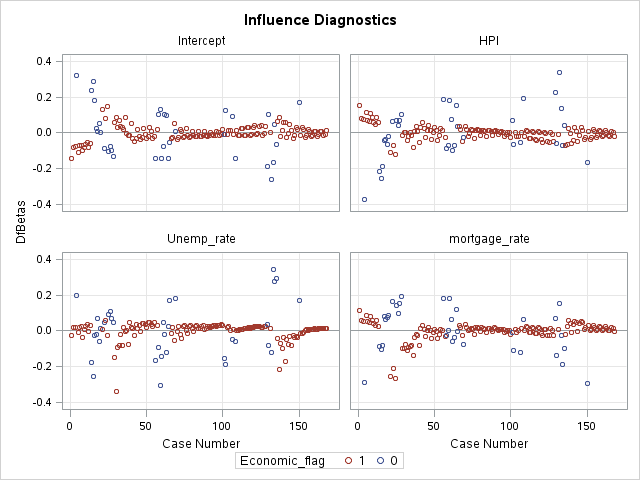 Influence Diagnostics
Intercept
HPI
0.4
0.2
0.0
-0.2
-0.4
DfBetas
Unemp_rate
mortgage_rate
0.4
0.2
0.0
-0.2
-0.4
0 50 100 150
0 50 100 150
Case Number
Case Number
Economic_flag 1 0